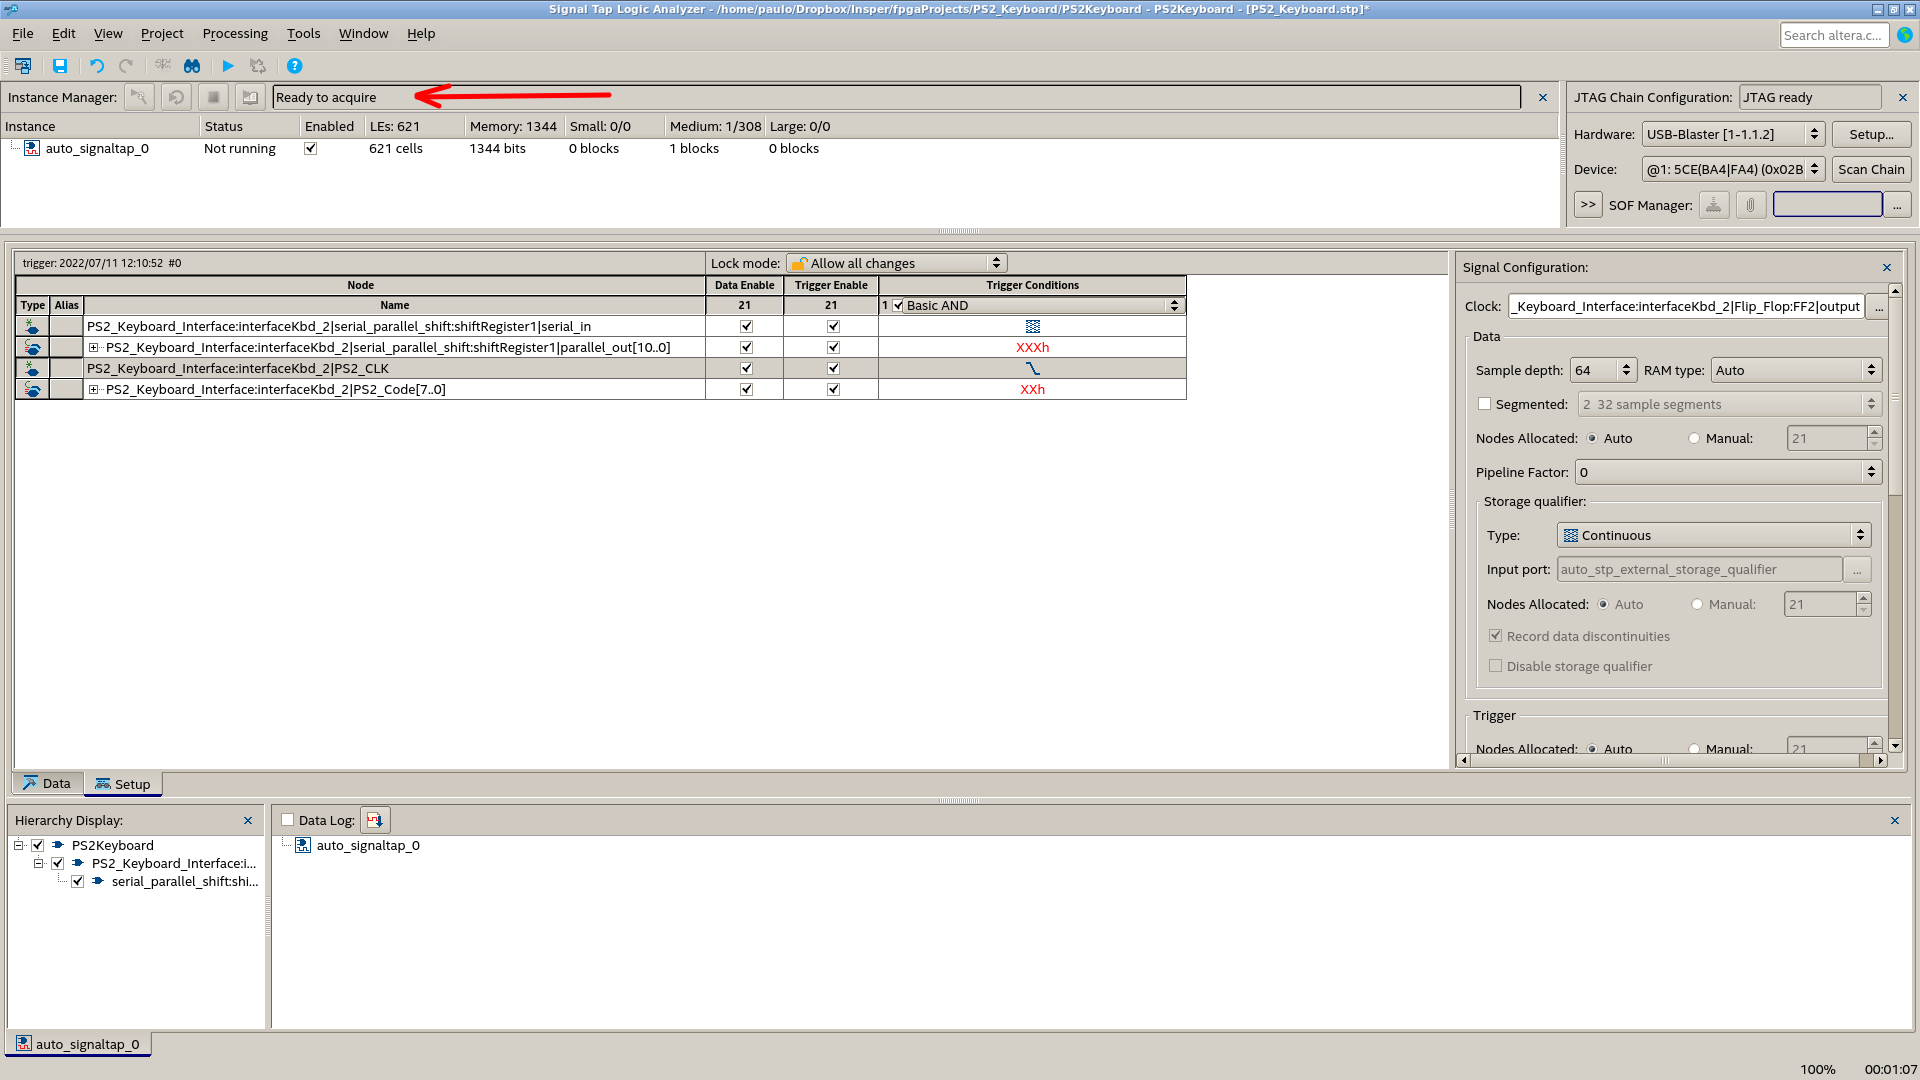 Signal Tap Logic Analyzer - /home/paulo/Dropbox/Insper/fpgaProjects/PS2_Keyboard/PS2Keyboard - PS2Keyboard - [PS2_Keyboard.stp]*
File Edit View Project Processing Tools Window Help
Search altera.c...
Instance Manager: Ready to acquire
JTAG Chain Configuration: JTAG ready
Instance Status Enabled LEs: 621 Memory: 1344 Small: 0/0 Medium: 1/308 Large: 0/0
auto_signaltap_0 Not running 621 cells 1344 bits 0 blocks 1 blocks 0 blocks
Hardware: USB-Blaster [1-1.1.2] Setup...
Device: @1: 5CE(BA4|FA4) (0x02B Scan Chain
>> SOF Manager: ...
trigger: 2022/07/11 12:10:52 #0
Lock mode: Allow all changes
Node Data Enable Trigger Enable Trigger Conditions
Type Alias Name 21 21 1 Basic AND
PS2_Keyboard_Interface:interfaceKbd_2|serial_parallel_shift:shiftRegister1|serial_in
PS2_Keyboard_Interface:interfaceKbd_2|serial_parallel_shift:shiftRegister1|parallel_out[10..0] XXXh
PS2_Keyboard_Interface:interfaceKbd_2|PS2_CLK
PS2_Keyboard_Interface:interfaceKbd_2|PS2_Code[7..0] XXh
Signal Configuration:
Clock: _Keyboard_Interface:interfaceKbd_2|Flip_Flop:FF2|output ...
Data
Sample depth: 64 RAM type: Auto
Segmented: 2 32 sample segments
Nodes Allocated: Auto Manual: 21
Pipeline Factor: 0
Storage qualifier:
Type: Continuous
Input port: auto_stp_external_storage_qualifier ...
Nodes Allocated: Auto Manual: 21
Record data discontinuities
Disable storage qualifier
Trigger
Nodes Allocated: Auto Manual: 21
Data Setup
Hierarchy Display:
PS2Keyboard
PS2_Keyboard_Interface:i...
serial_parallel_shift:shi...
Data Log:
auto_signaltap_0
auto_signaltap_0
100% 00:01:07